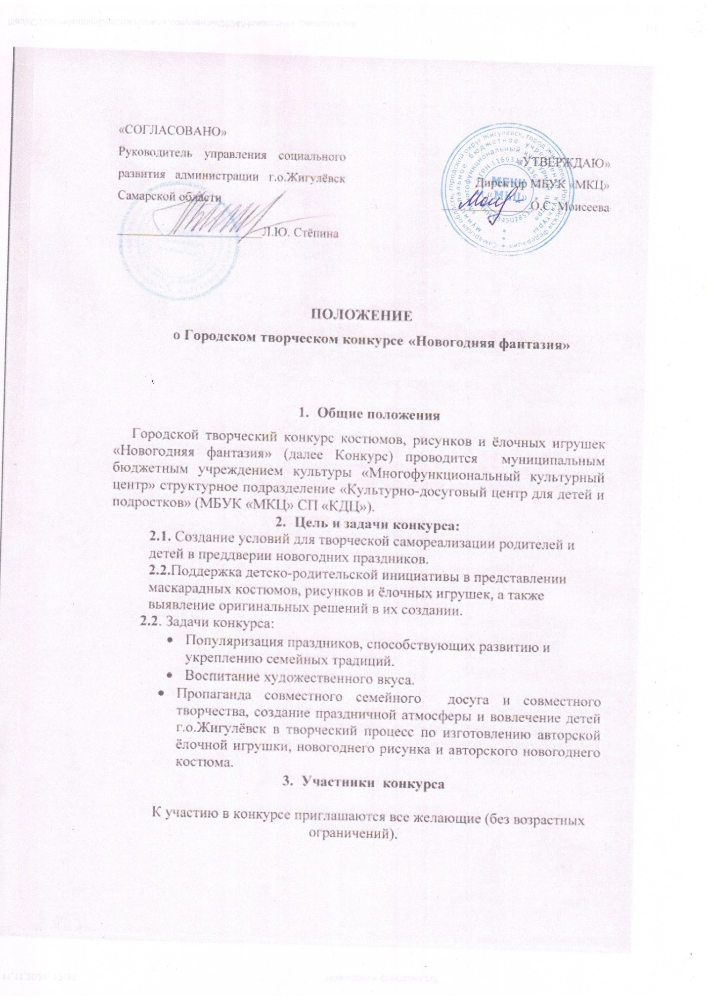 «СОГЛАСОВАНО»
Руководитель управления социального
развития администрации г.о.Жигулёвск
Самарской области
Л.Ю. Стёпина
«УТВЕРЖДАЮ»
Директор МБУК «МКЦ»
О.С. Моисеева
МБУК
«МКЦ»
ПОЛОЖЕНИЕ
о Городском творческом конкурсе «Новогодняя фантазия»
1. Общие положения
Городской творческий конкурс костюмов, рисунков и ёлочных игрушек
«Новогодняя фантазия» (далее Конкурс) проводится муниципальным
бюджетным учреждением культуры «Многофункциональный культурный
центр» структурное подразделение «Культурно-досуговый центр для детей и
подростков» (МБУК «МКЦ» СП «КДЦ»).
2. Цель и задачи конкурса:
2.1. Создание условий для творческой самореализации родителей и
детей в преддверии новогодних праздников.
2.2.Поддержка детско-родительской инициативы в представлении
маскарадных костюмов, рисунков и ёлочных игрушек, а также
выявление оригинальных решений в их создании.
2.2. Задачи конкурса:
• Популяризация праздников, способствующих развитию и
укреплению семейных традиций.
• Воспитание художественного вкуса.
• Пропаганда совместного семейного досуга и совместного
творчества, создание праздничной атмосферы и вовлечение детей
г.о.Жигулёвск в творческий процесс по изготовлению авторской
ёлочной игрушки, новогоднего рисунка и авторского новогоднего
костюма.
3. Участники конкурса
К участию в конкурсе приглашаются все желающие (без возрастных
ограничений).